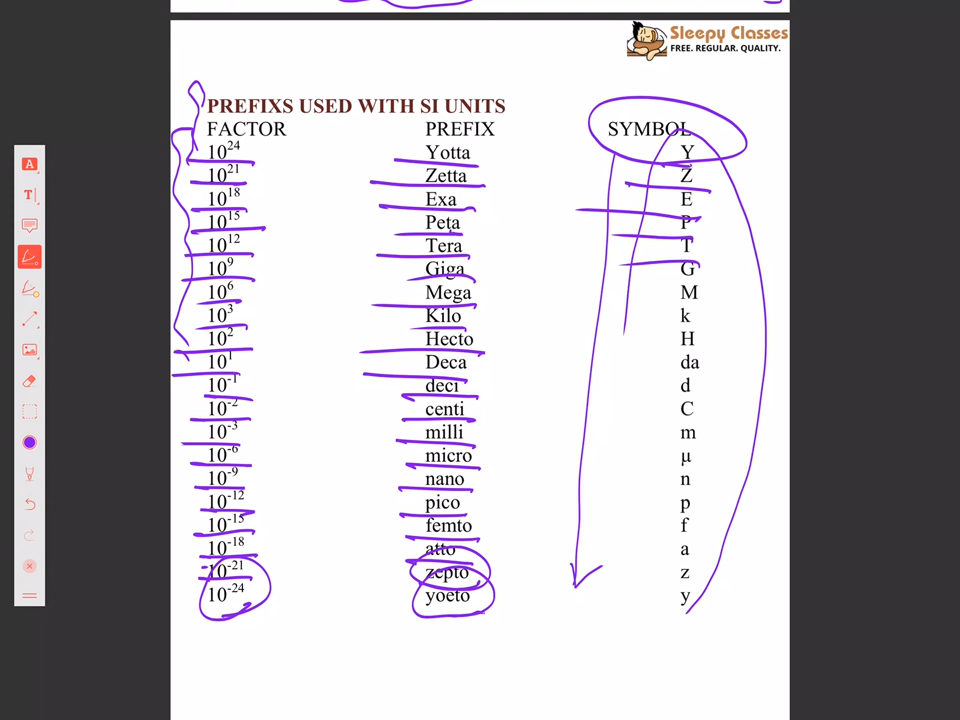 Sleepy Classes
FREE. REGULAR. QUALITY.
PREFIXS USED WITH SI UNITS
FACTOR PREFIX SYMBOL
10^24 Yotta Y
10^21 Zetta Z
10^18 Exa E
10^15 Peta P
10^12 Tera T
10^9 Giga G
10^6 Mega M
10^3 Kilo k
10^2 Hecto H
10^1 Deca da
10^-1 deci d
10^-2 centi C
10^-3 milli m
10^-6 micro μ
10^-9 nano n
10^-12 pico p
10^-15 femto f
10^-18 atto a
10^-21 zepto z
10^-24 yoeto y